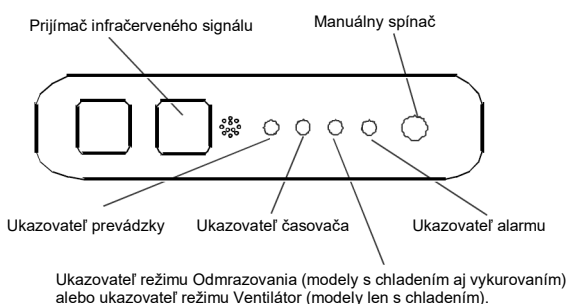 Prijímač infračerveného signálu
Manuálny spínač
Ukazovateľ prevádzky
Ukazovateľ časovača
Ukazovateľ alarmu
Ukazovateľ režimu Odmrazovania (modely s chladením aj vykurovaním)
alebo ukazovateľ režimu Ventilátor (modely len s chladením).